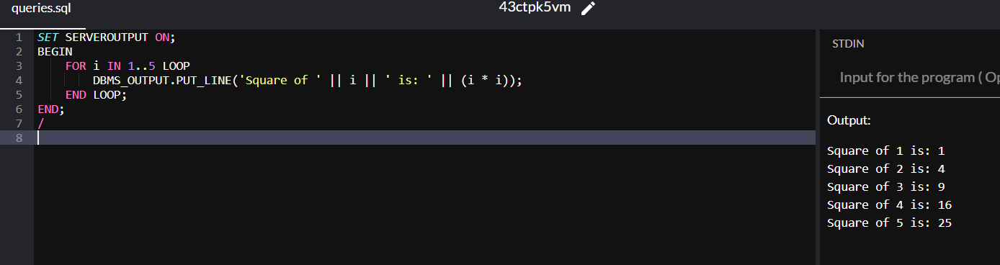 queries.sql
43ctpk5vm
1 SET SERVEROUTPUT ON;
2 BEGIN
3     FOR i IN 1..5 LOOP
4         DBMS_OUTPUT.PUT_LINE('Square of ' || i || ' is: ' || (i * i));
5     END LOOP;
6 END;
7 /
8
STDIN
Input for the program ( Op
Output:
Square of 1 is: 1
Square of 2 is: 4
Square of 3 is: 9
Square of 4 is: 16
Square of 5 is: 25